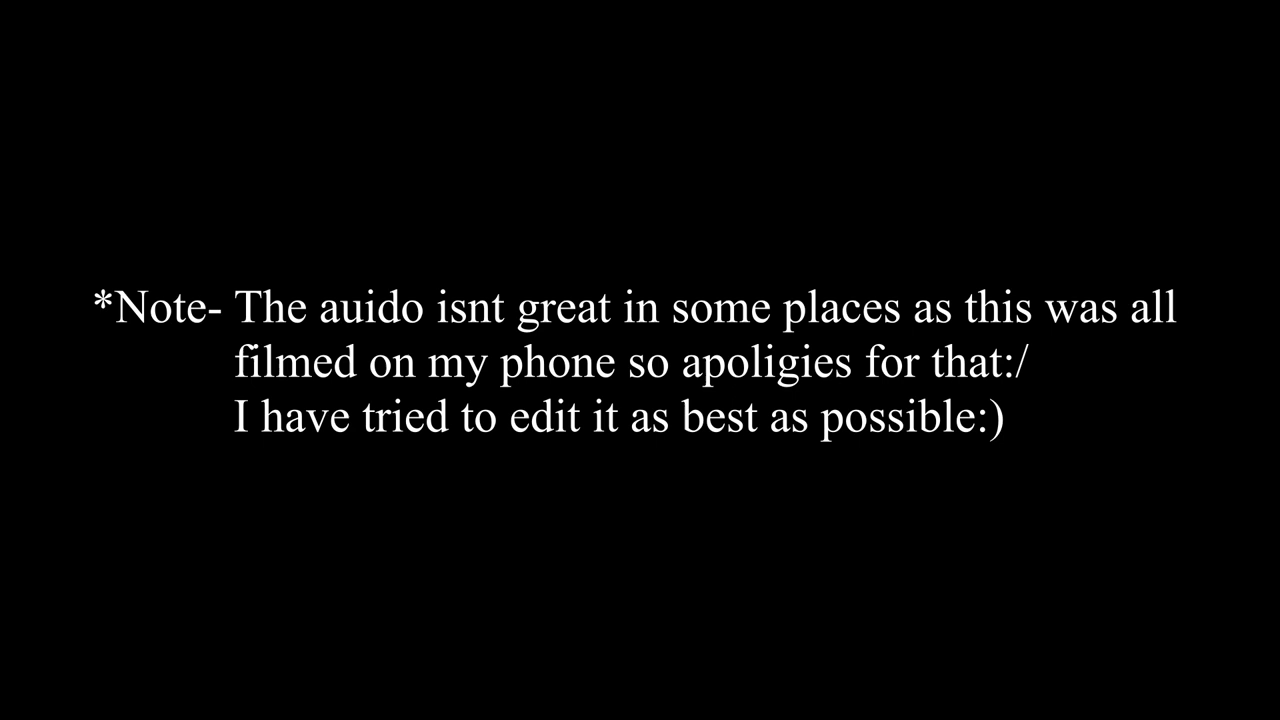 *Note- The auido isnt great in some places as this was all
filmed on my phone so apoligies for that:/
I have tried to edit it as best as possible:)